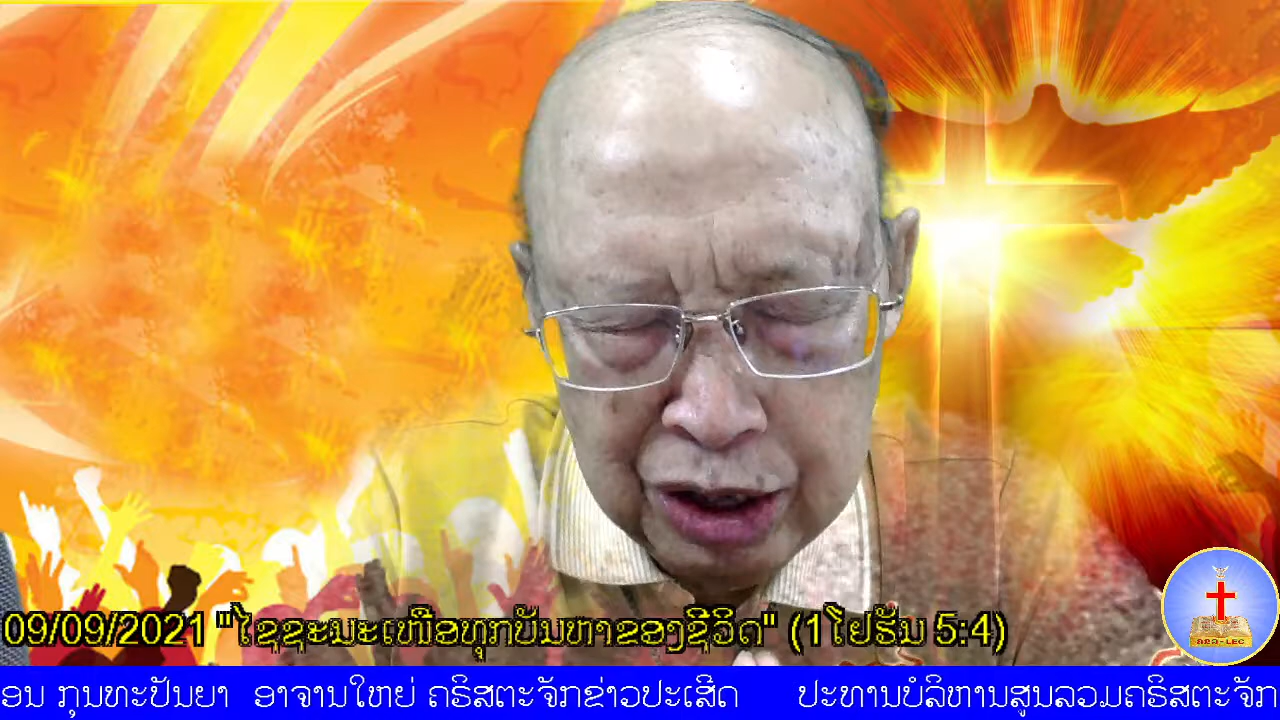 09/09/2021 "ໄຊຊະນະເໜືອທຸກບັນຫາຂອງຊີວິດ" (1ໂຢຮັນ 5:4)
ອນ ກຸນທະປັນຍາ ອາຈານໃຫຍ່ ຄຣິສຕະຈັກຂ່າວປະເສີດ ປະທານບໍລິຫານສູນລວມຄຣິສຕະຈັກ